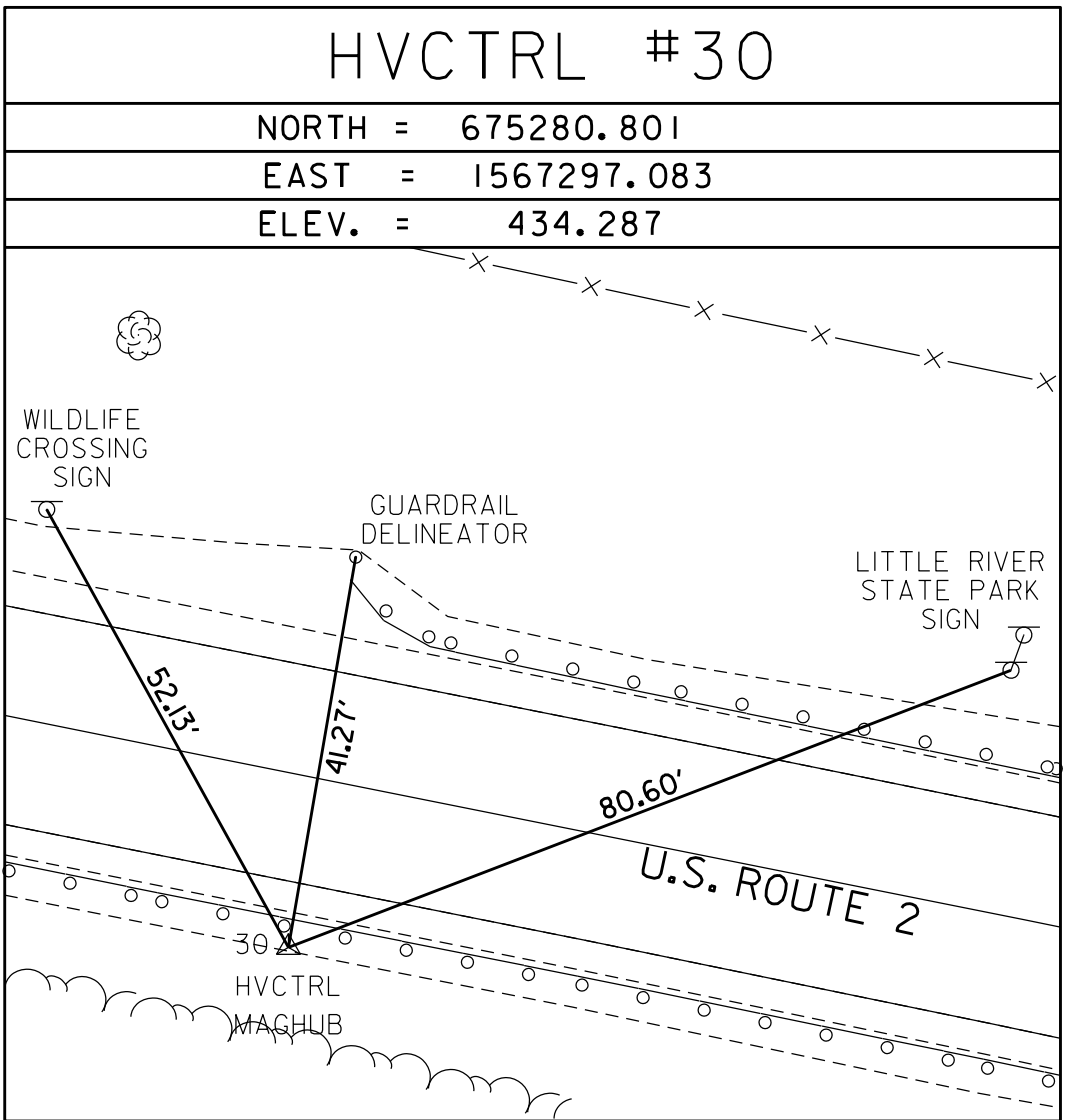 HVCTRL #30
NORTH = 675280.801
EAST = 1567297.083
ELEV. = 434.287
WILDLIFE
CROSSING
SIGN
GUARDRAIL
DELINEATOR
LITTLE RIVER
STATE PARK
SIGN
52.13'
41.27'
80.60'
U.S. ROUTE 2
30
HVCTRL
MAGHUB